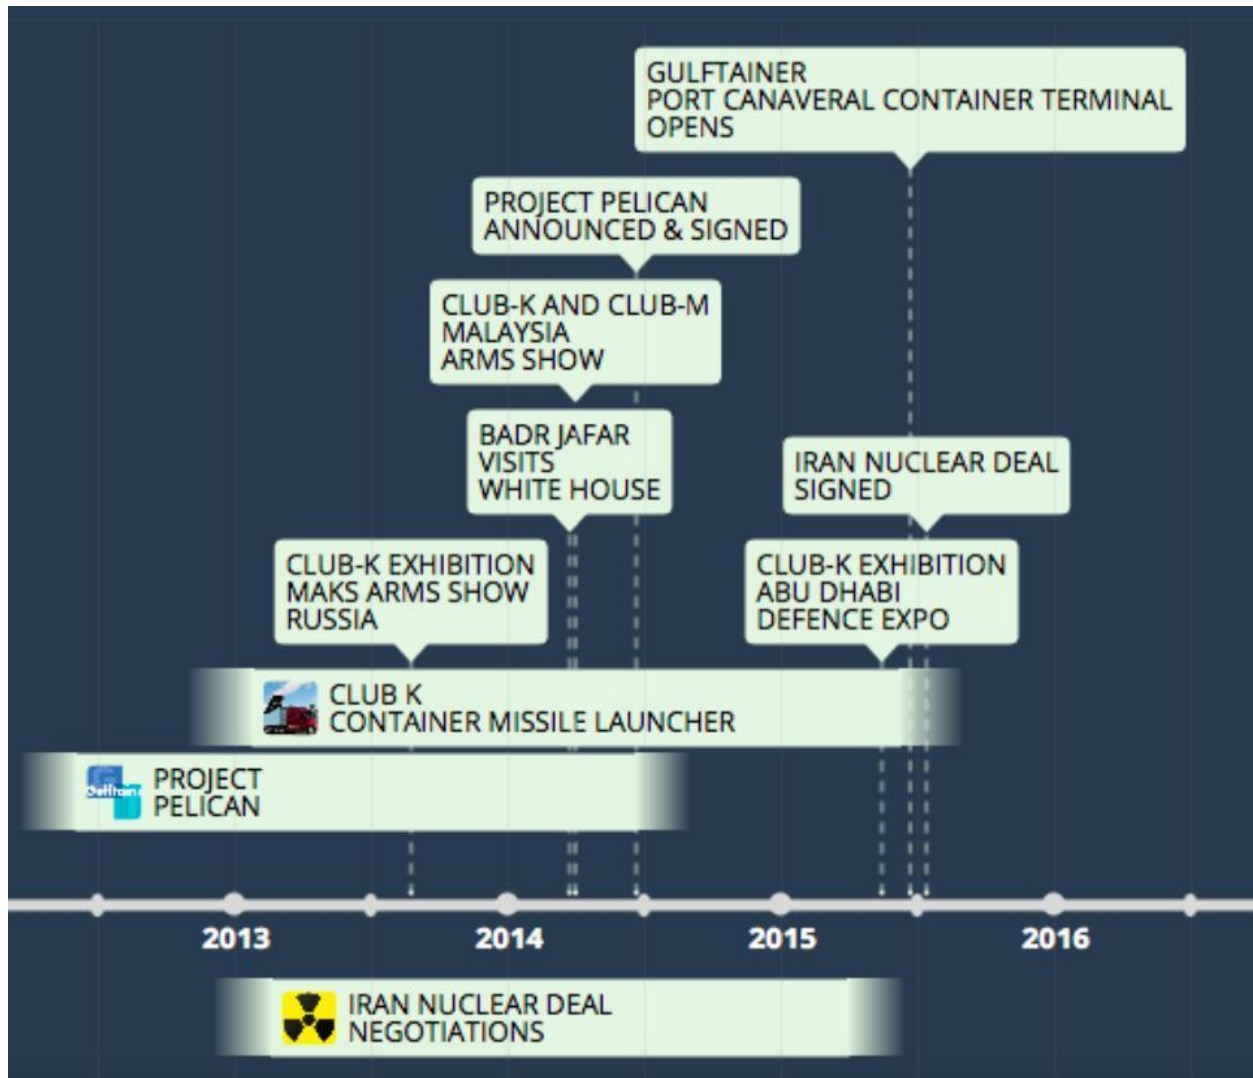 GULFTAINER
PORT CANAVERAL CONTAINER TERMINAL
OPENS
PROJECT PELICAN
ANNOUNCED & SIGNED
CLUB-K AND CLUB-M
MALAYSIA
ARMS SHOW
BADR JAFAR
VISITS
WHITE HOUSE
IRAN NUCLEAR DEAL
SIGNED
CLUB-K EXHIBITION
MAKS ARMS SHOW
RUSSIA
CLUB-K EXHIBITION
ABU DHABI
DEFENCE EXPO
CLUB K
CONTAINER MISSILE LAUNCHER
PROJECT
PELICAN
2013
2014
2015
2016
IRAN NUCLEAR DEAL
NEGOTIATIONS